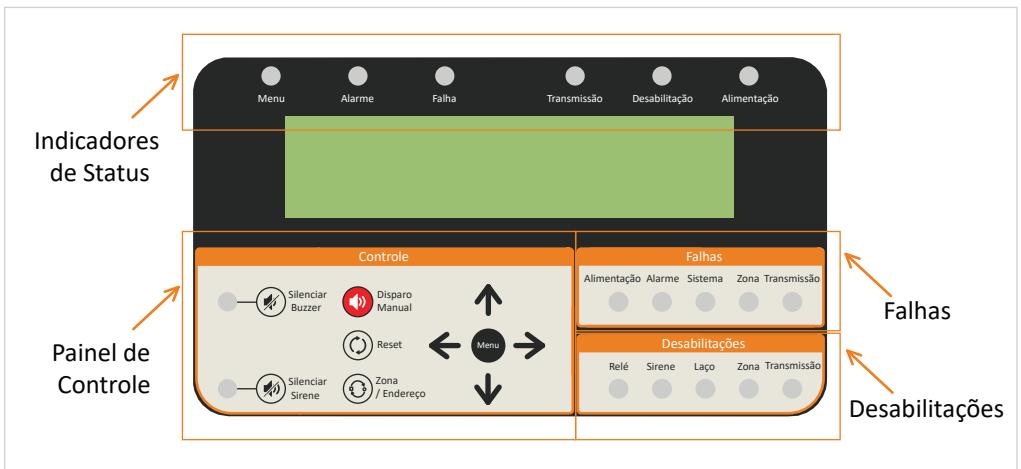 Menu Alarme Falha Transmissão Desabilitação Alimentação
Indicadores
de Status
Controle
Silenciar
Buzzer
Disparo
Manual
Reset
Menu
Silenciar
Sirene
Zona
/ Endereço
Painel de
Controle
Falhas
Alimentação Alarme Sistema Zona Transmissão
Falhas
Desabilitações
Relé Sirene Laço Zona Transmissão
Desabilitações